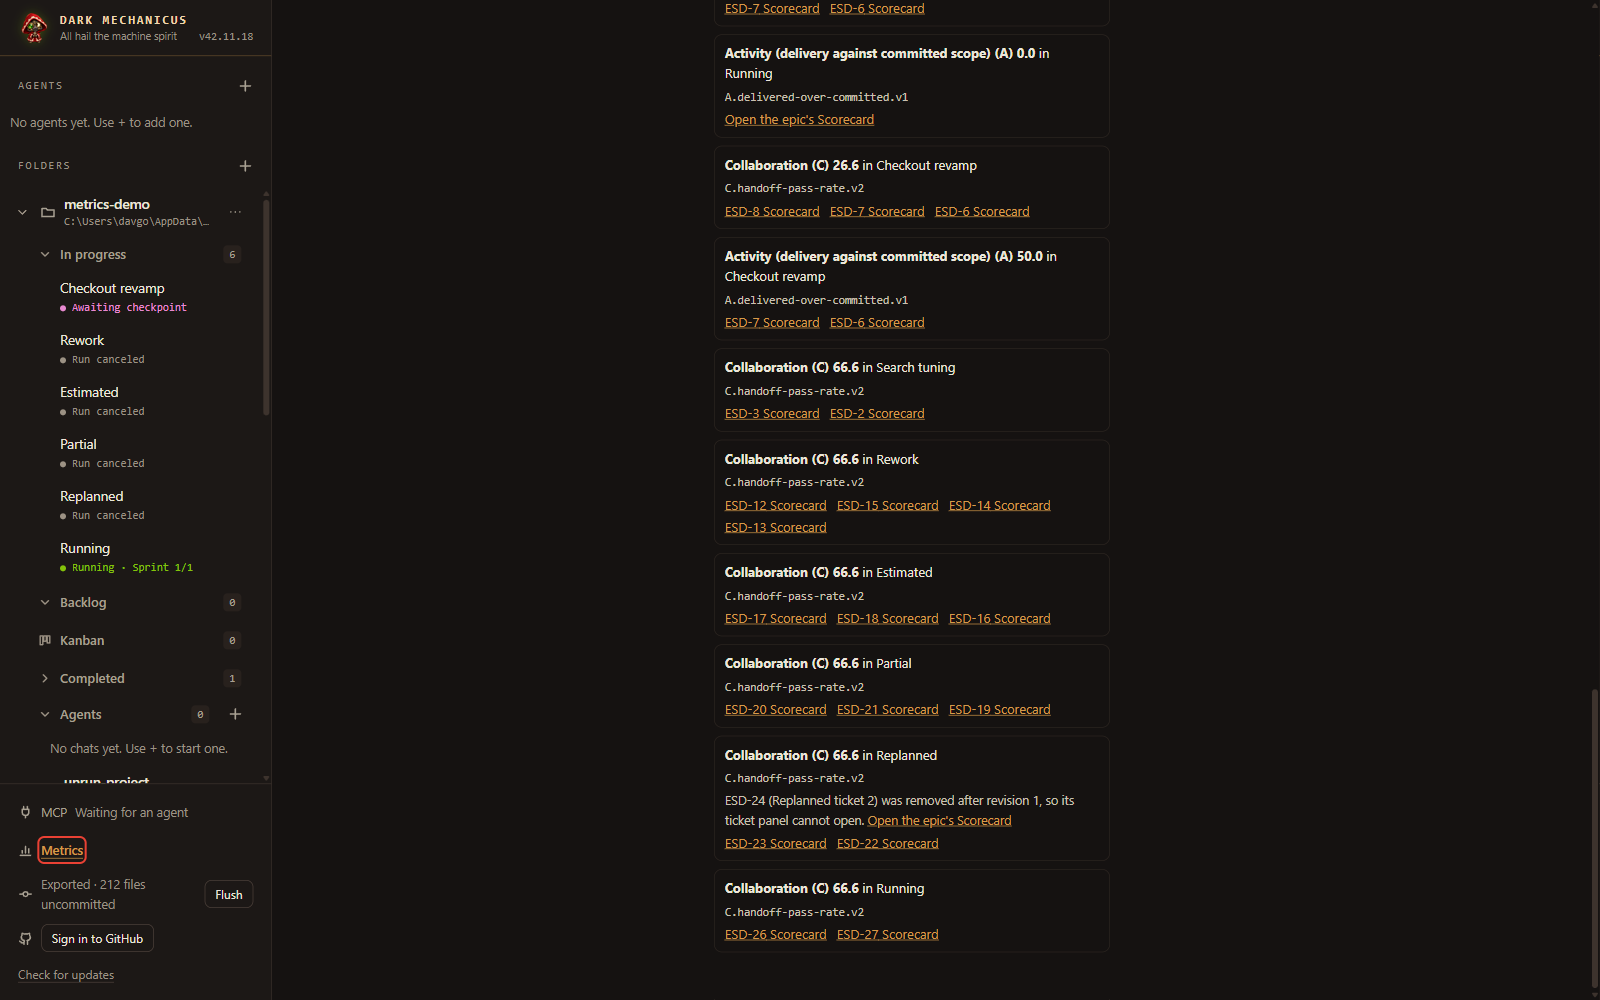 DARK MECHANICUS
All hail the machine spirit v42.11.18
AGENTS
No agents yet. Use + to add one.
FOLDERS
metrics-demo
C:\Users\davgo\AppData\…
In progress 6
Checkout revamp
Awaiting checkpoint
Rework
Run canceled
Estimated
Run canceled
Partial
Run canceled
Replanned
Run canceled
Running
Running · Sprint 1/1
Backlog 0
Kanban 0
Completed 1
Agents 0
No chats yet. Use + to start one.
unrun-project
MCP Waiting for an agent
Metrics
Exported · 212 files
uncommitted
Flush
Sign in to GitHub
Check for updates
ESD-7 Scorecard ESD-6 Scorecard
Activity (delivery against committed scope) (A) 0.0 in
Running
A.delivered-over-committed.v1
Open the epic's Scorecard
Collaboration (C) 26.6 in Checkout revamp
C.handoff-pass-rate.v2
ESD-8 Scorecard ESD-7 Scorecard ESD-6 Scorecard
Activity (delivery against committed scope) (A) 50.0 in
Checkout revamp
A.delivered-over-committed.v1
ESD-7 Scorecard ESD-6 Scorecard
Collaboration (C) 66.6 in Search tuning
C.handoff-pass-rate.v2
ESD-3 Scorecard ESD-2 Scorecard
Collaboration (C) 66.6 in Rework
C.handoff-pass-rate.v2
ESD-12 Scorecard ESD-15 Scorecard ESD-14 Scorecard
ESD-13 Scorecard
Collaboration (C) 66.6 in Estimated
C.handoff-pass-rate.v2
ESD-17 Scorecard ESD-18 Scorecard ESD-16 Scorecard
Collaboration (C) 66.6 in Partial
C.handoff-pass-rate.v2
ESD-20 Scorecard ESD-21 Scorecard ESD-19 Scorecard
Collaboration (C) 66.6 in Replanned
C.handoff-pass-rate.v2
ESD-24 (Replanned ticket 2) was removed after revision 1, so its
ticket panel cannot open. Open the epic's Scorecard
ESD-23 Scorecard ESD-22 Scorecard
Collaboration (C) 66.6 in Running
C.handoff-pass-rate.v2
ESD-26 Scorecard ESD-27 Scorecard